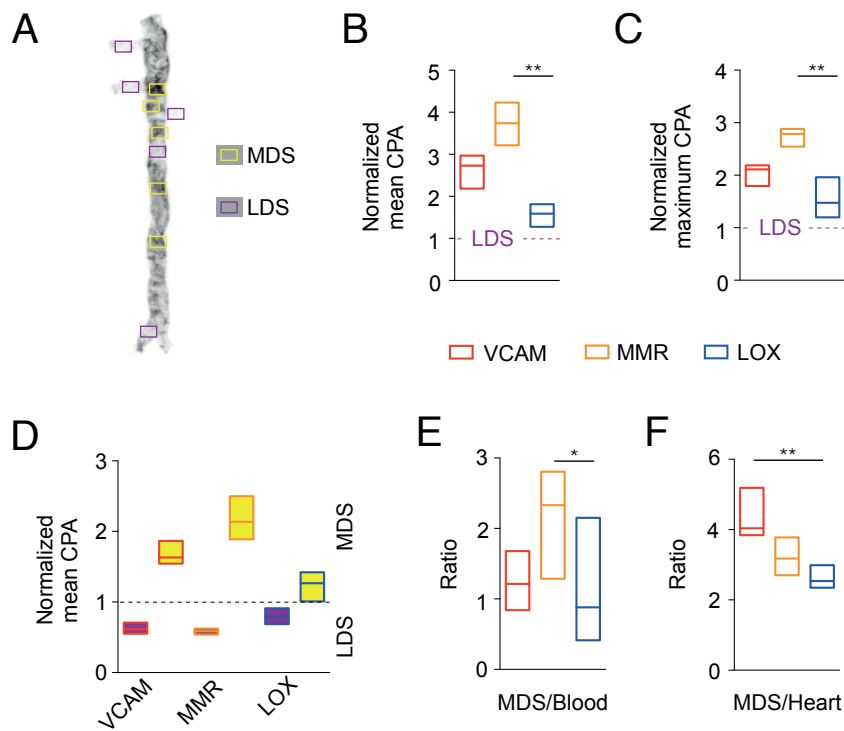 A
MDS
LDS
B
**
Normalized
mean CPA
5
4
3
2
1
0
LDS
C
**
Normalized
maximum CPA
4
3
2
1
0
LDS
VCAM
MMR
LOX
D
Normalized
mean CPA
3
2
1
0
MDS
LDS
VCAM
MMR
LOX
E
*
Ratio
3
2
1
0
MDS/Blood
F
**
Ratio
6
4
2
0
MDS/Heart